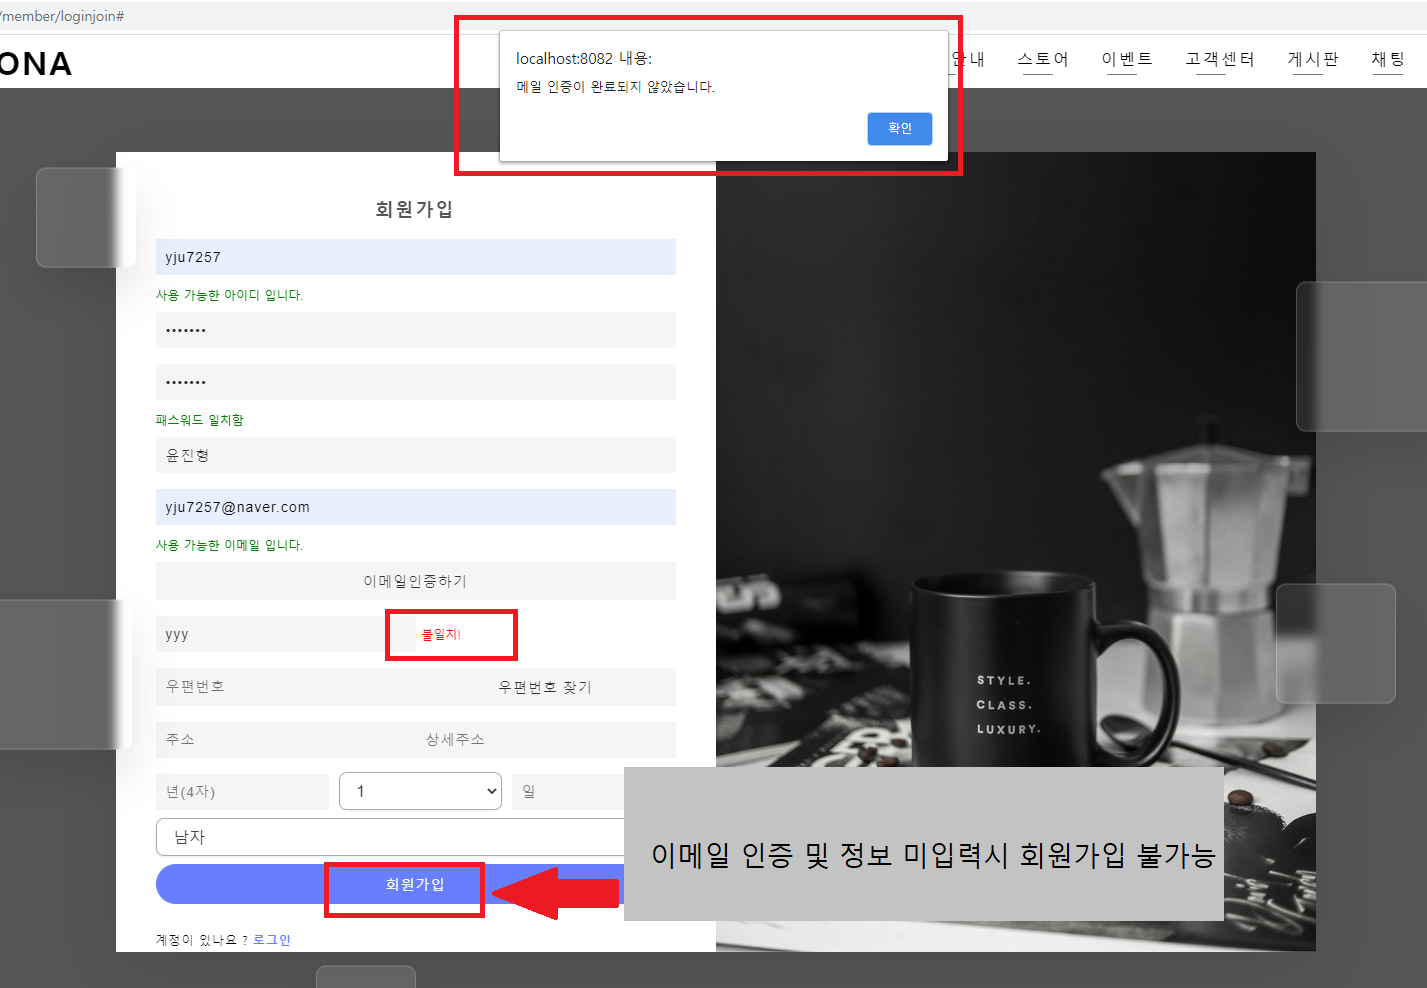 /member/loginjoin#
ONA
안내
스토어
이벤트
고객센터
게시판
채팅
localhost:8082 내용:
메일 인증이 완료되지 않았습니다.
확인
회원가입
yju7257
사용 가능한 아이디 입니다.
•••••••
•••••••
패스워드 일치함
윤진형
yju7257@naver.com
사용 가능한 이메일 입니다.
이메일인증하기
yyy
불일치!
우편번호
우편번호 찾기
주소
상세주소
년(4자)
1
일
남자
회원가입
계정이 있나요 ? 로그인
STYLE.
CLASS.
LUXURY.
이메일 인증 및 정보 미입력시 회원가입 불가능